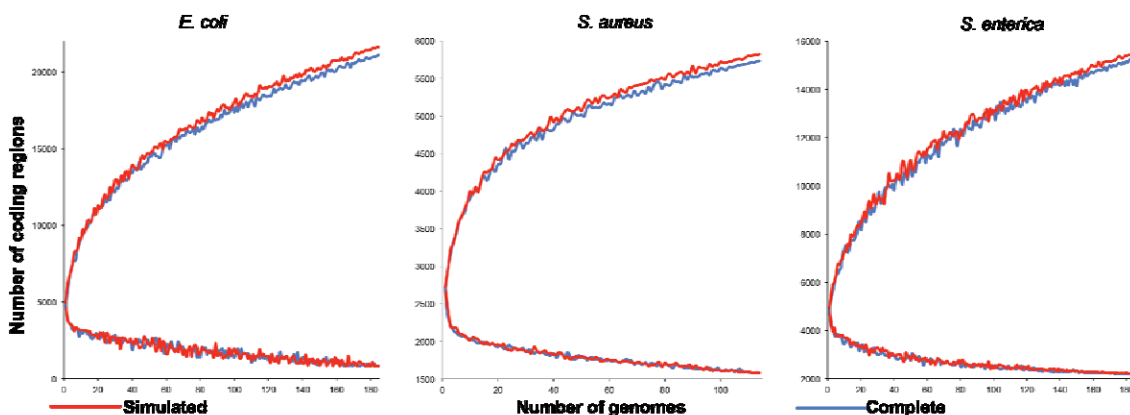 E. coli
S. aureus
S. enterica
Number of coding regions
20000
15000
10000
5000
0
0 20 40 60 80 100 120 140 160 180
6000
5500
5000
4500
4000
3500
3000
2500
2000
1500
0 20 40 60 80 100
16000
14000
12000
10000
8000
6000
4000
2000
0 20 40 60 80 100 120 140 160 180
Simulated
Number of genomes
Complete